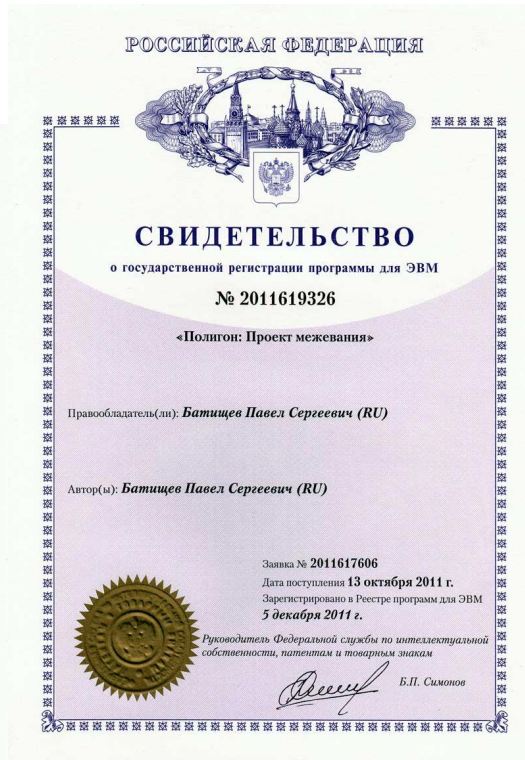 РОССИЙСКАЯ ФЕДЕРАЦИЯ
СВИДЕТЕЛЬСТВО
о государственной регистрации программы для ЭВМ
№ 2011619326
«Полигон: Проект межевания»
Правообладатель(ли): Батищев Павел Сергеевич (RU)
Автор(ы): Батищев Павел Сергеевич (RU)
Заявка № 2011617606
Дата поступления 13 октября 2011 г.
Зарегистрировано в Реестре программ для ЭВМ
5 декабря 2011 г.
Руководитель Федеральной службы по интеллектуальной
собственности, патентам и товарным знакам
Б.П. Симонов